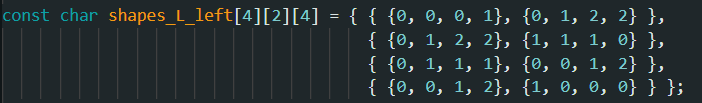 const char shapes_L_left[4][2][4] = { { {0, 0, 0, 1}, {0, 1, 2, 2} },
{ {0, 1, 2, 2}, {1, 1, 1, 0} },
{ {0, 1, 1, 1}, {0, 0, 1, 2} },
{ {0, 0, 1, 2}, {1, 0, 0, 0} } };